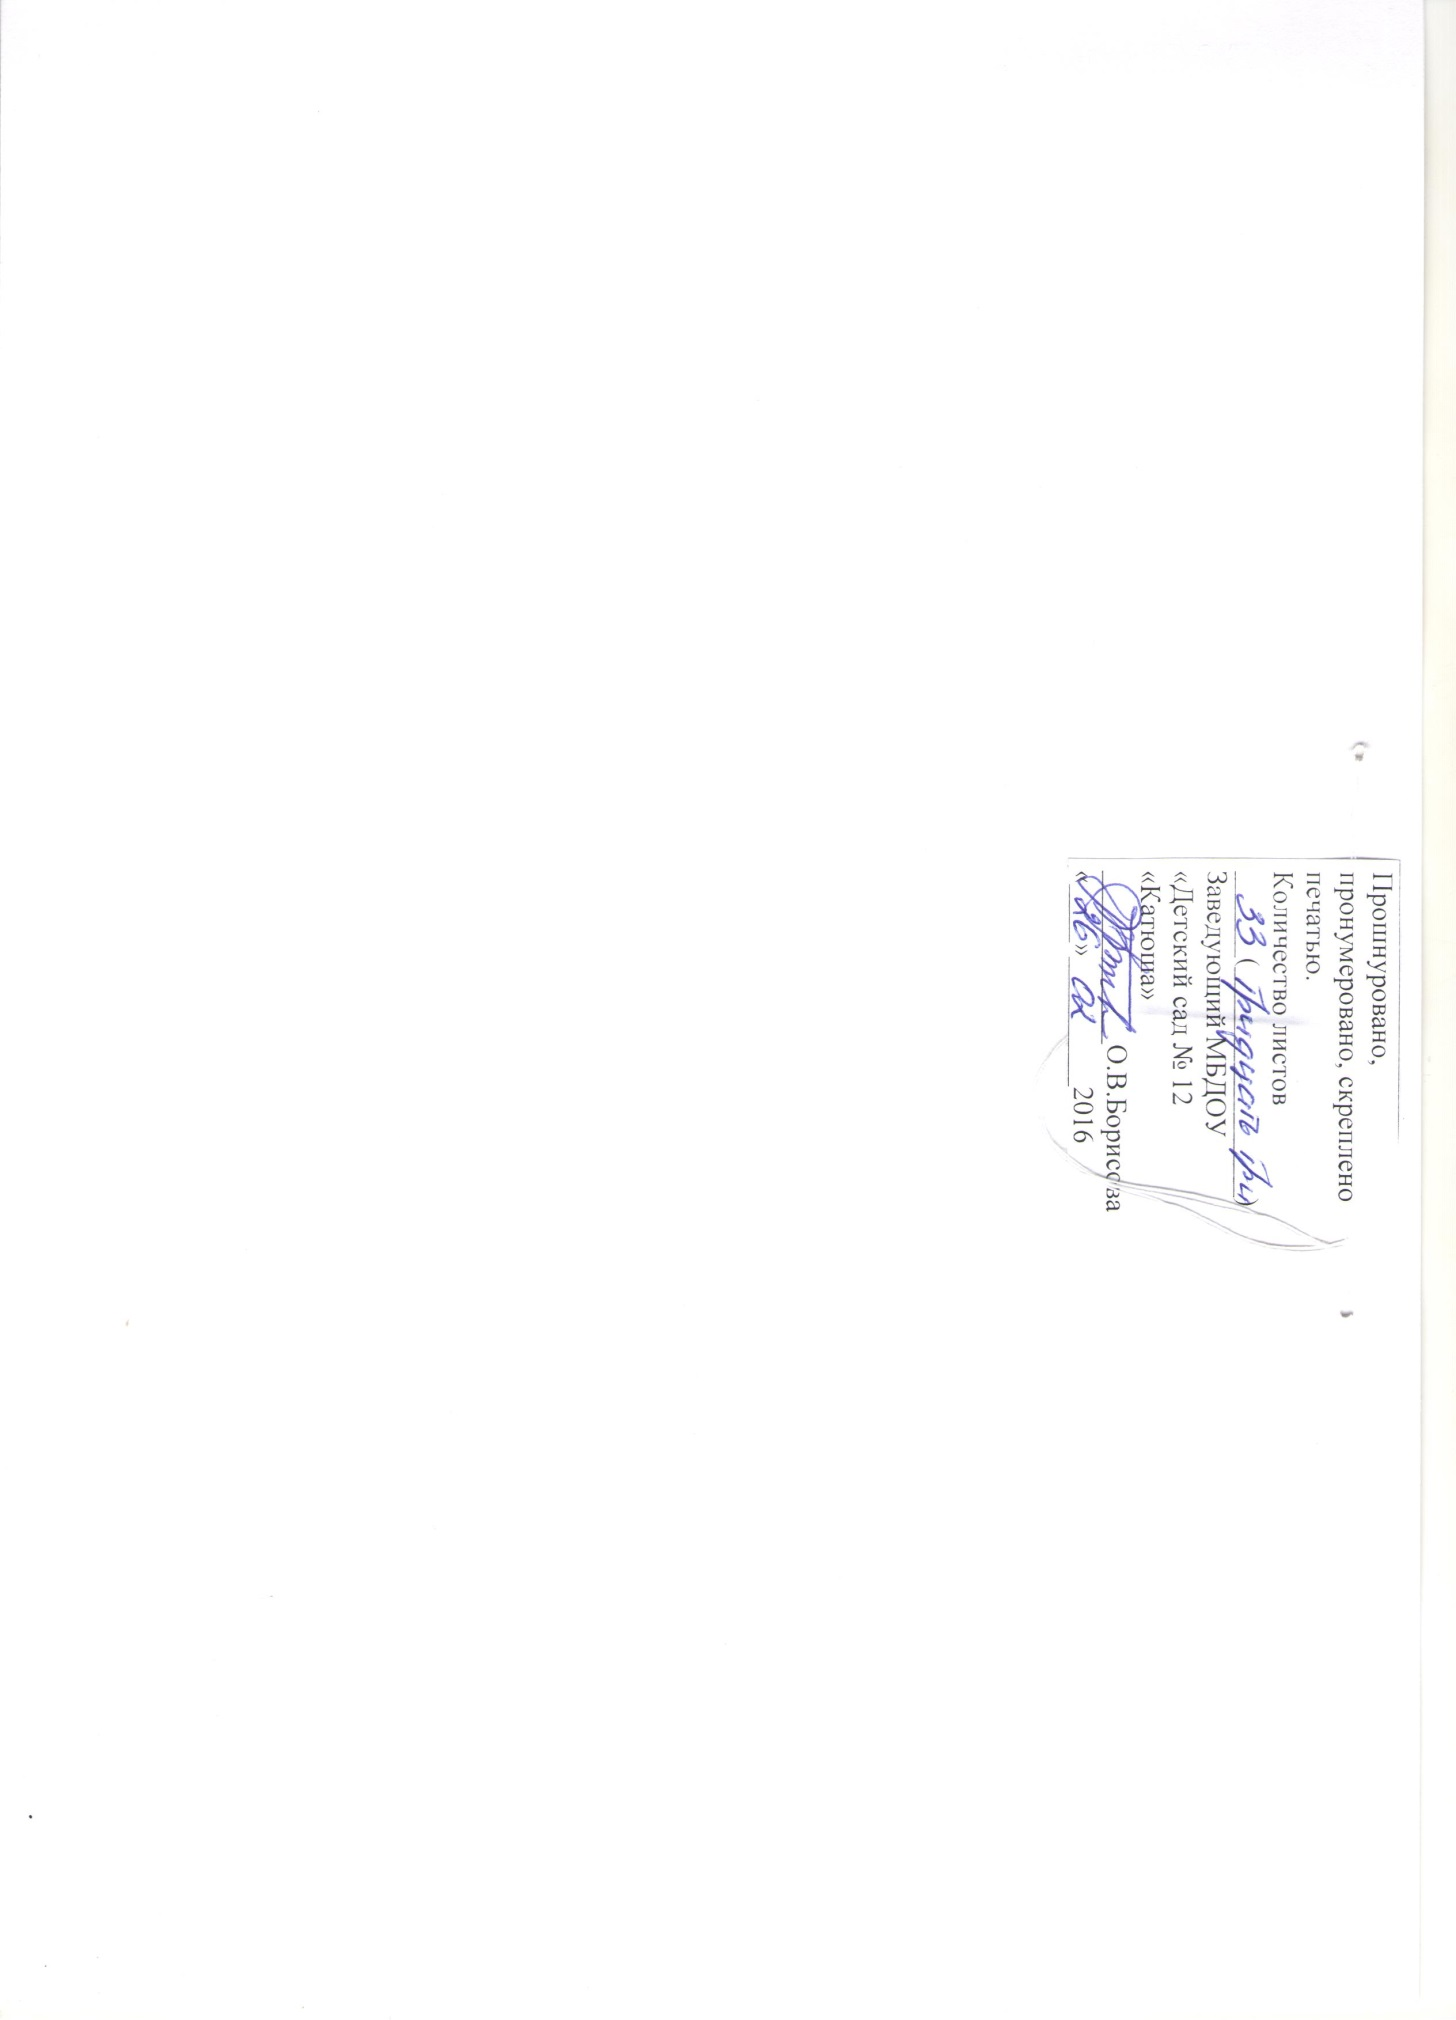 Прошнуровано,
пронумеровано, скреплено
печатью.
Количество листов
33 (Тридцать три)
Заведующий МБДОУ
«Детский сад № 12
«Катюша»
О.В.Борисова
«26» 02 2016